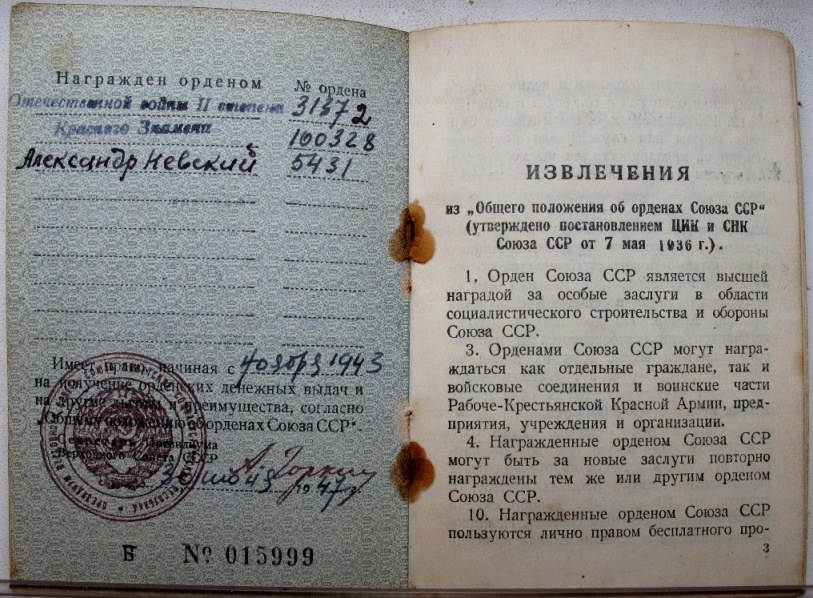 Награжден орденом
№ ордена
Отечественной войны II степени 31372
Красного Знамени 100328
Александр Невский 5431
Имеет право, начиная с ноября 1943
на получение орденских денежных выдач и
на другие льготы и преимущества, согласно
„Общему положению об орденах Союза ССР“.
Секретарь Президиума
Верховного Совета СССР
А. Горкин
30 1947 г.
Б № 015999
ИЗВЛЕЧЕНИЯ
из „Общего положения об орденах Союза ССР“
(утверждено постановлением ЦИК и СНК
Союза ССР от 7 мая 1936 г.).
1. Орден Союза ССР является высшей
наградой за особые заслуги в области
социалистического строительства и обороны
Союза ССР.
3. Орденами Союза ССР могут награ-
ждаться как отдельные граждане, так и
войсковые соединения и воинские части
Рабоче-Крестьянской Красной Армии, пред-
приятия, учреждения и организации.
4. Награжденные орденом Союза ССР
могут быть за новые заслуги повторно
награждены тем же или другим орденом
Союза ССР.
10. Награжденные орденом Союза ССР
пользуются лично правом бесплатного про-
3